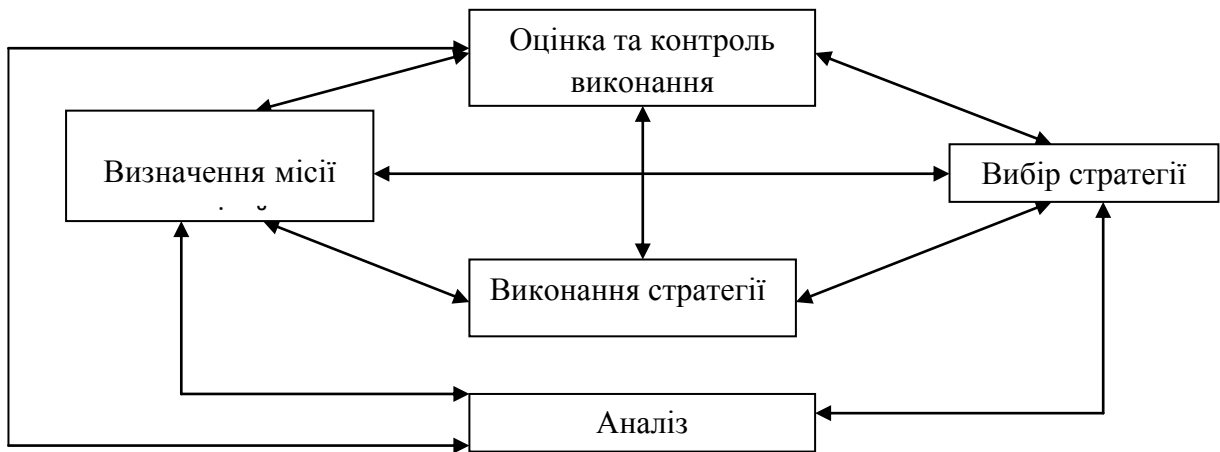 Оцінка та контроль
виконання
Визначення місії
Вибір стратегії
Виконання стратегії
Аналіз